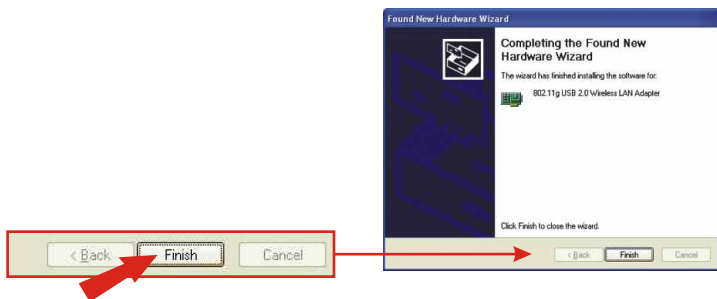 Found New Hardware Wizard
Completing the Found New
Hardware Wizard
The wizard has finished installing the software for:
802.11g USB 2.0 Wireless LAN Adapter
Click Finish to close the wizard.
< Back Finish Cancel
< Back Finish Cancel